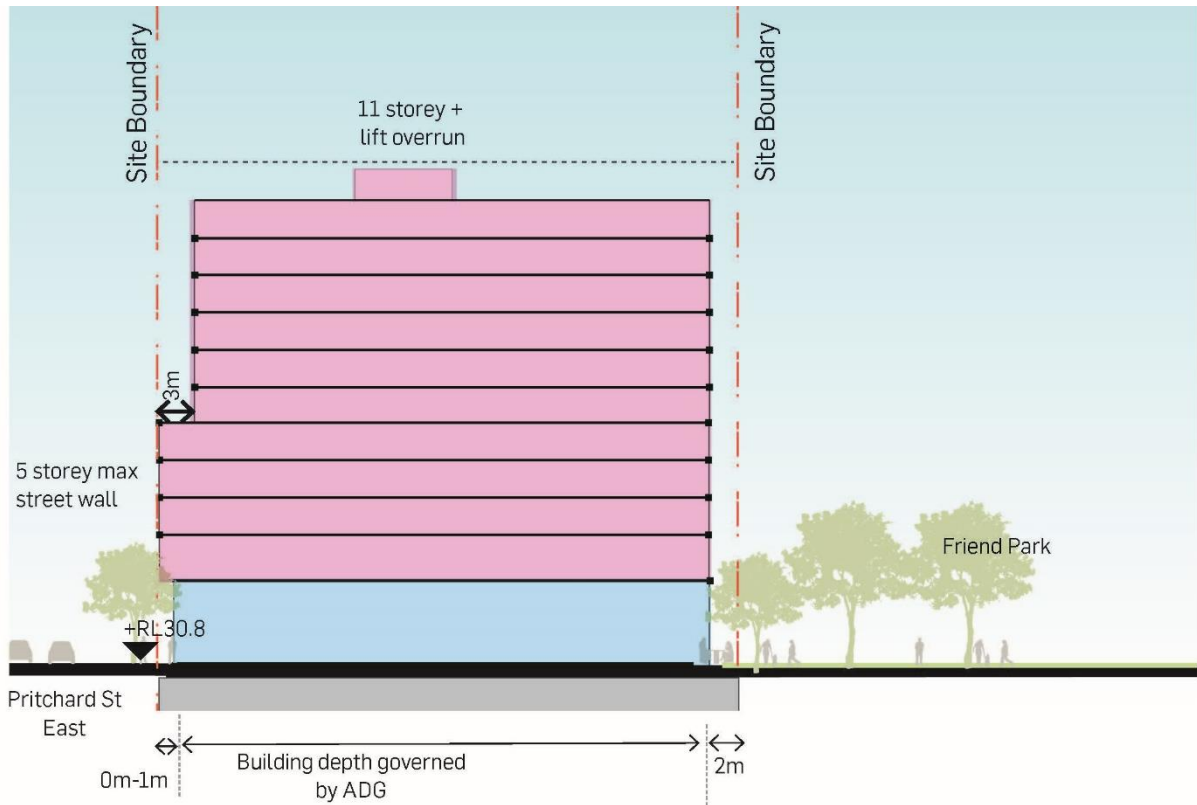 Site Boundary
Site Boundary
11 storey +
lift overrun
3m
5 storey max
street wall
Friend Park
+RL30.8
Pritchard St
East
0m-1m
Building depth governed
by ADG
2m